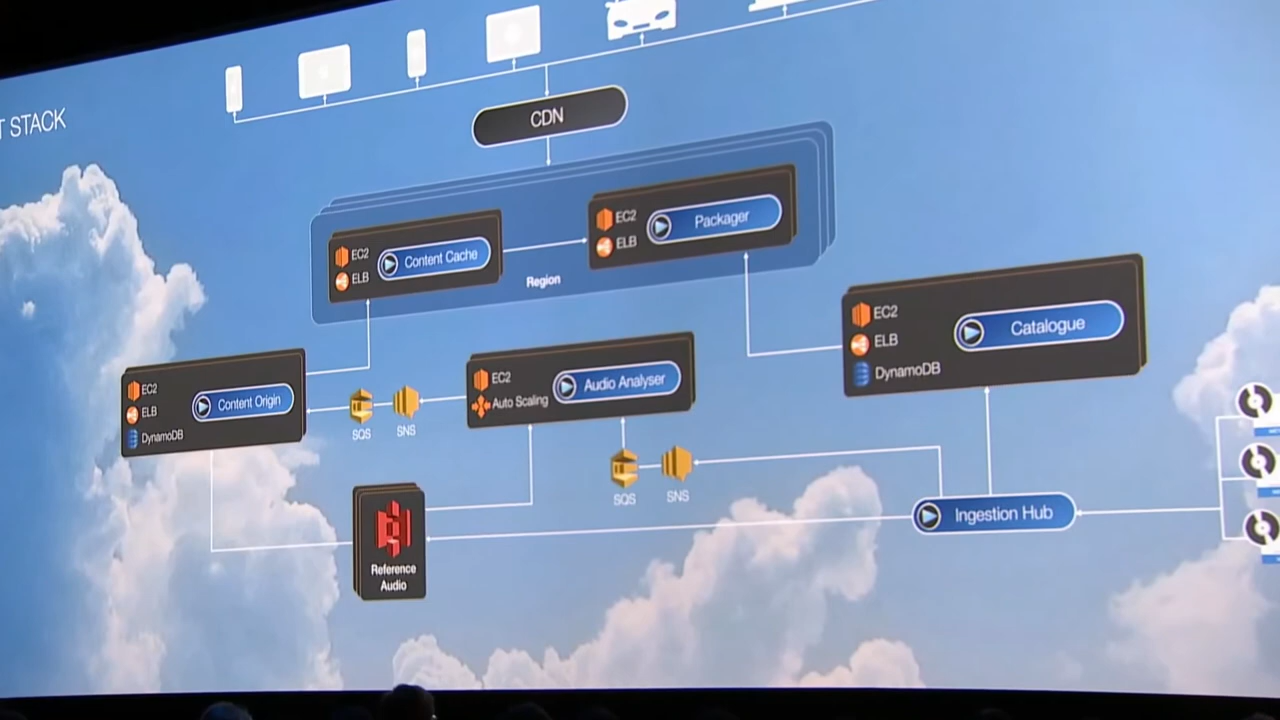 T STACK
CDN
EC2
ELB
Content Cache
EC2
ELB
Packager
Region
EC2
ELB
DynamoDB
Catalogue
EC2
ELB
DynamoDB
Content Origin
SQS
SNS
EC2
Auto Scaling
Audio Analyser
SQS
SNS
Ingestion Hub
Reference
Audio